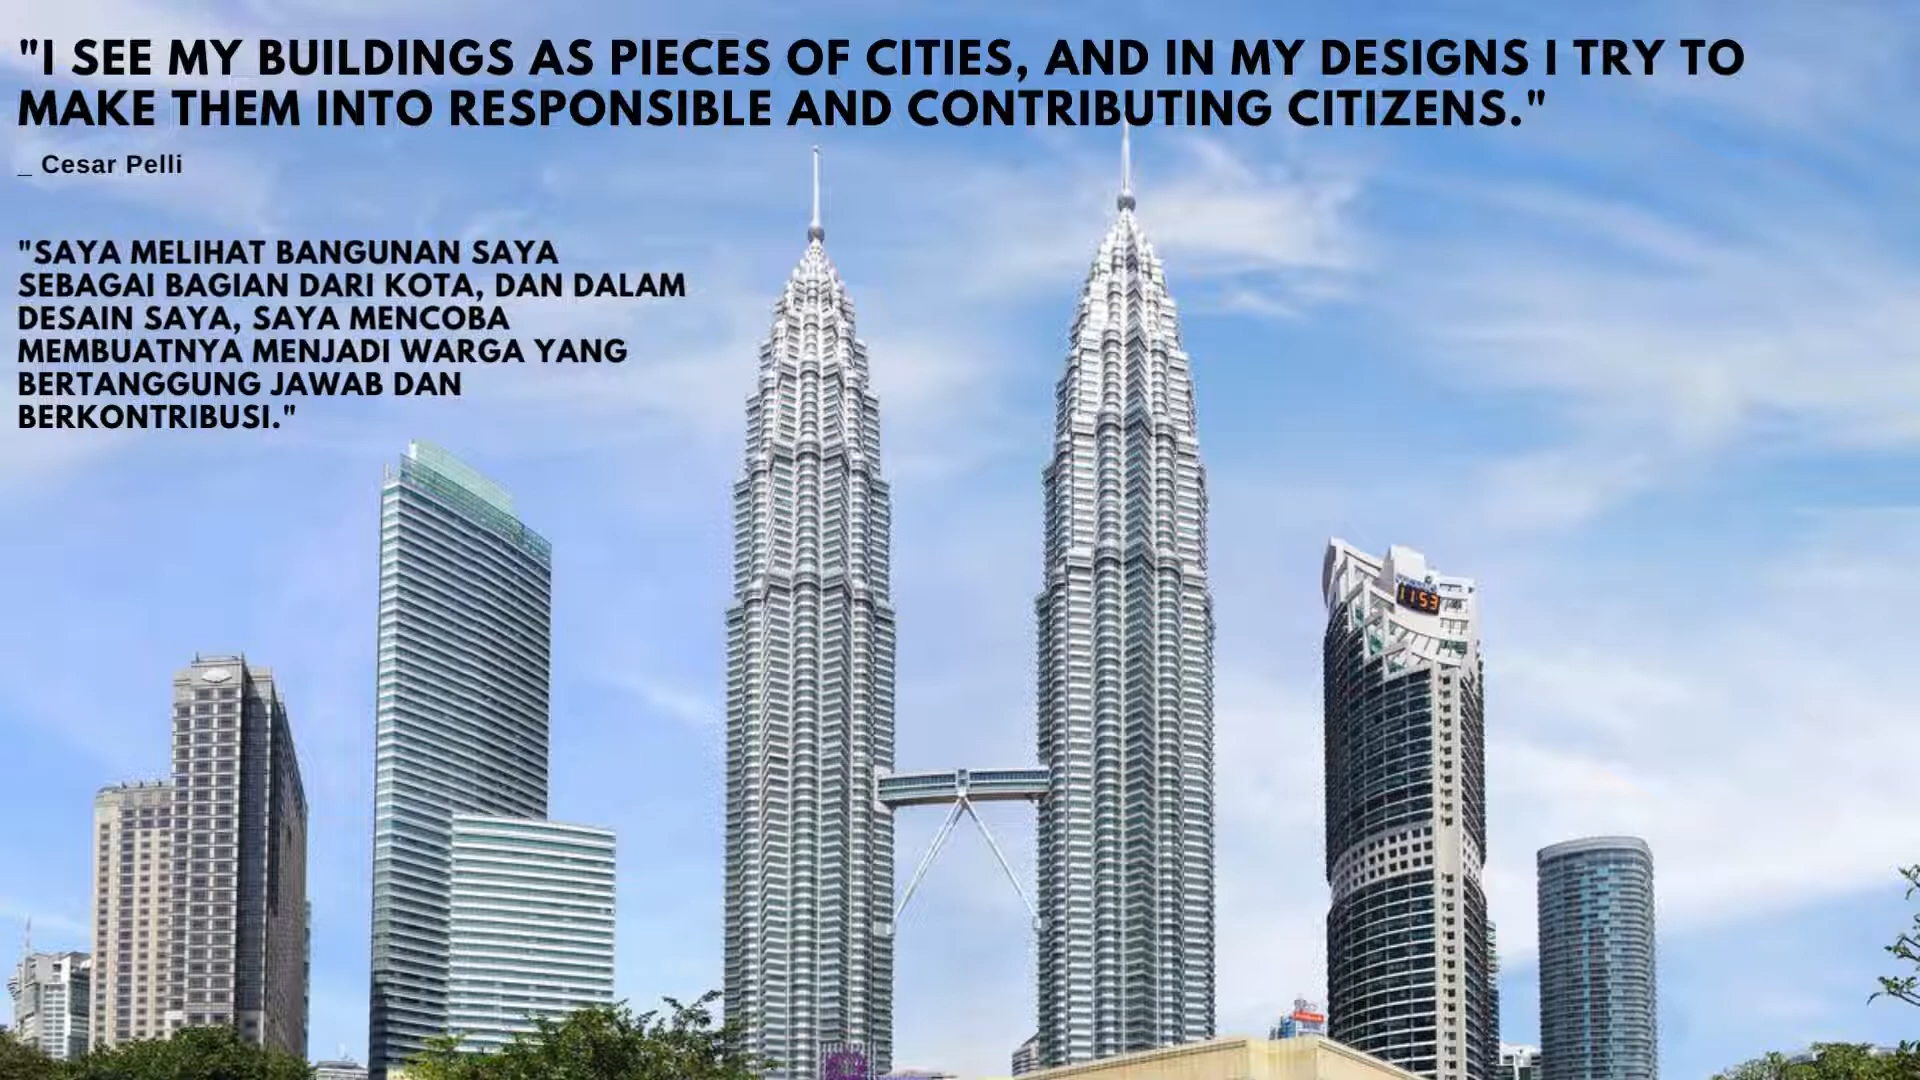 "I SEE MY BUILDINGS AS PIECES OF CITIES, AND IN MY DESIGNS I TRY TO
MAKE THEM INTO RESPONSIBLE AND CONTRIBUTING CITIZENS."
_ Cesar Pelli
"SAYA MELIHAT BANGUNAN SAYA
SEBAGAI BAGIAN DARI KOTA, DAN DALAM
DESAIN SAYA, SAYA MENCOBA
MEMBUATNYA MENJADI WARGA YANG
BERTANGGUNG JAWAB DAN
BERKONTRIBUSI."
1153